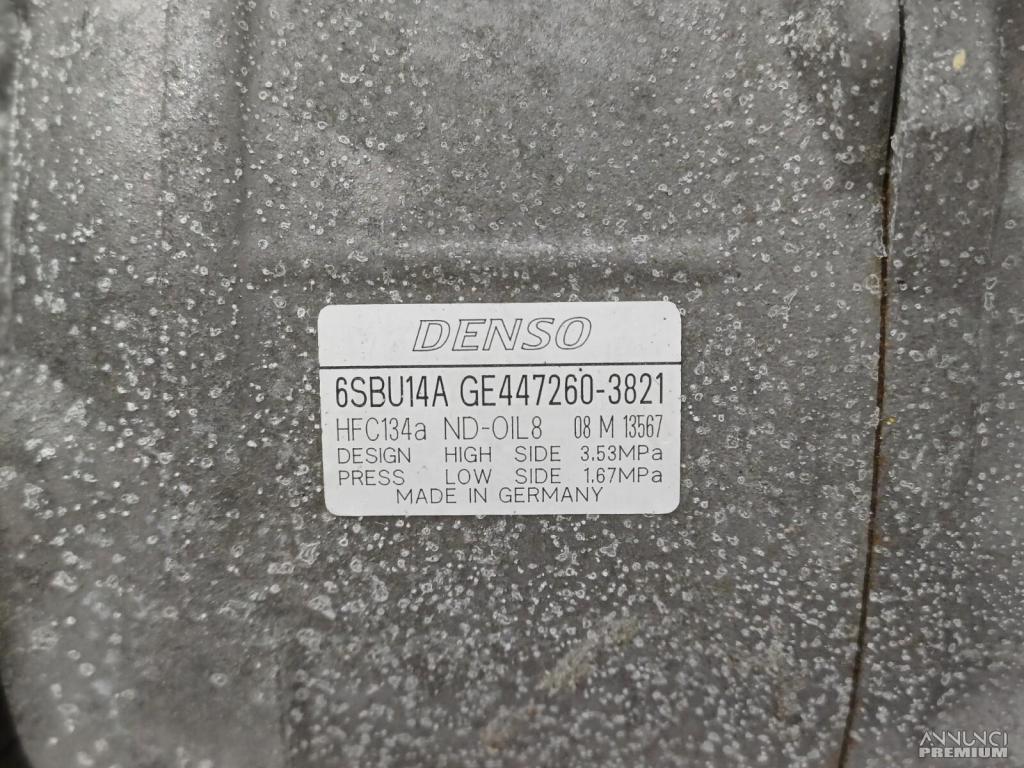 DENSO
6SBU14A GE447260-3821
HFC134a ND-OIL8 08 M 13567
DESIGN HIGH SIDE 3.53MPa
PRESS LOW SIDE 1.67MPa
MADE IN GERMANY
ANNUNCI
PREMIUM